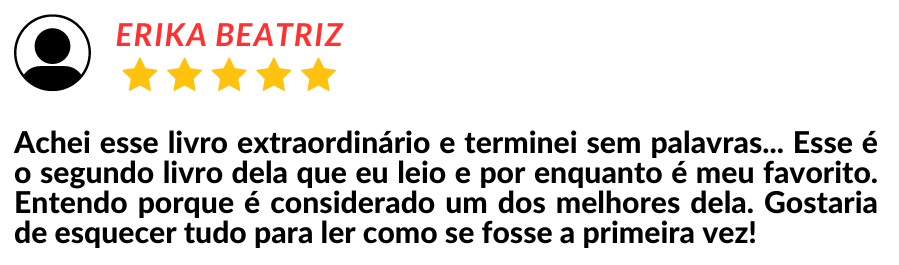 ERIKA BEATRIZ
Achei esse livro extraordinário e terminei sem palavras... Esse é
o segundo livro dela que eu leio e por enquanto é meu favorito.
Entendo porque é considerado um dos melhores dela. Gostaria
de esquecer tudo para ler como se fosse a primeira vez!